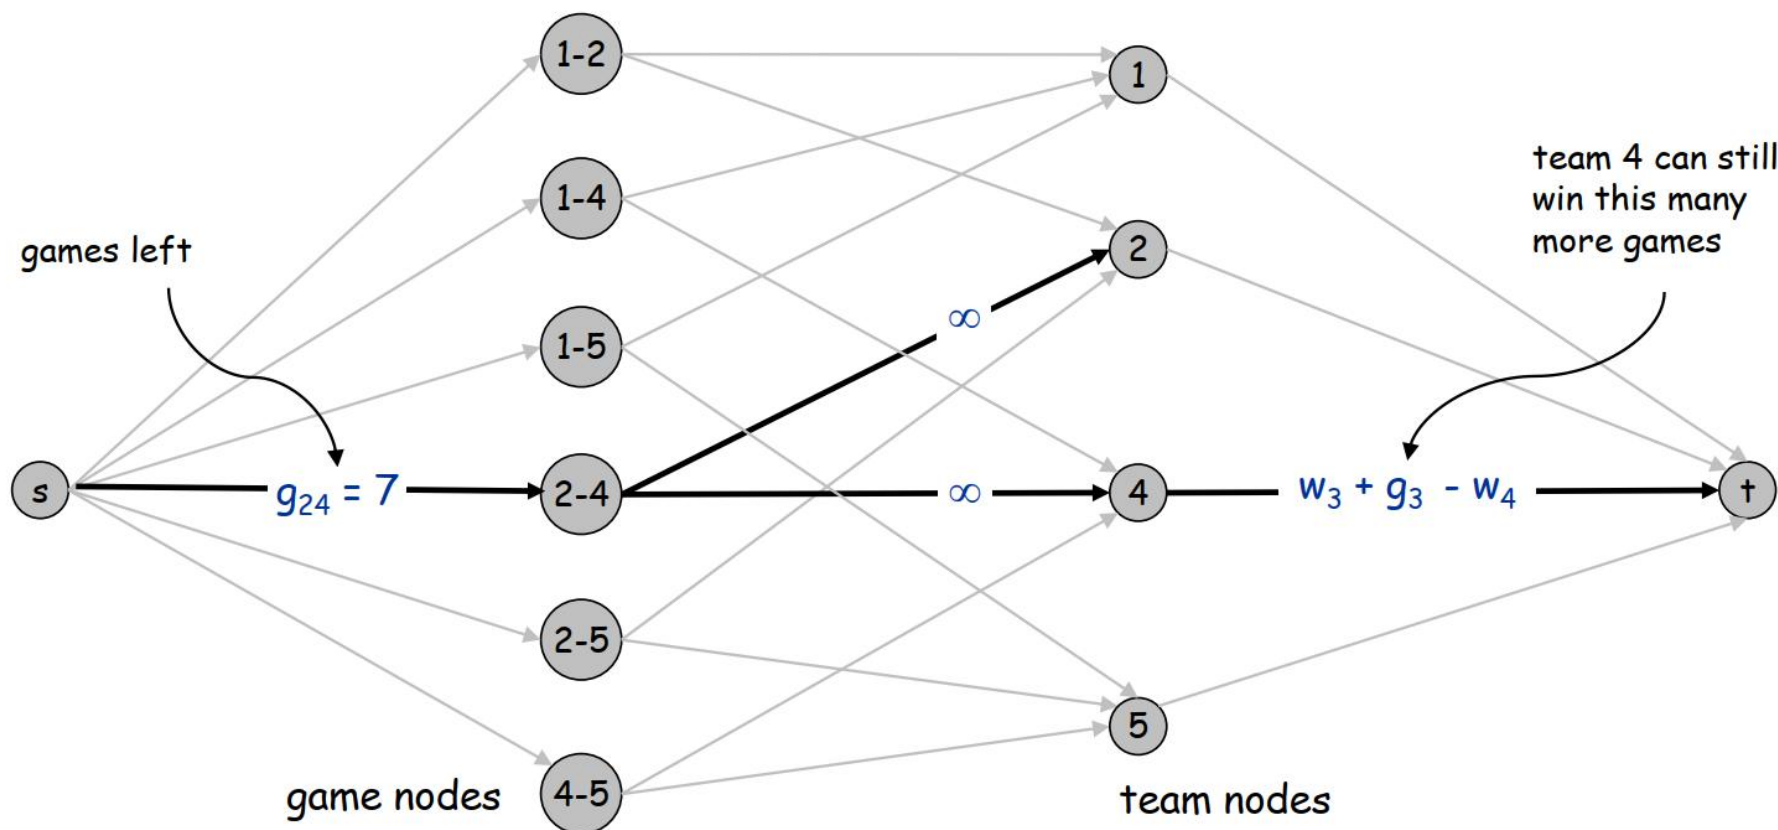 1-2
1
team 4 can still
win this many
more games
1-4
games left
2
∞
1-5
s
g₂₄ = 7
2-4
∞
4
w₃ + g₃ - w₄
t
2-5
5
game nodes
4-5
team nodes